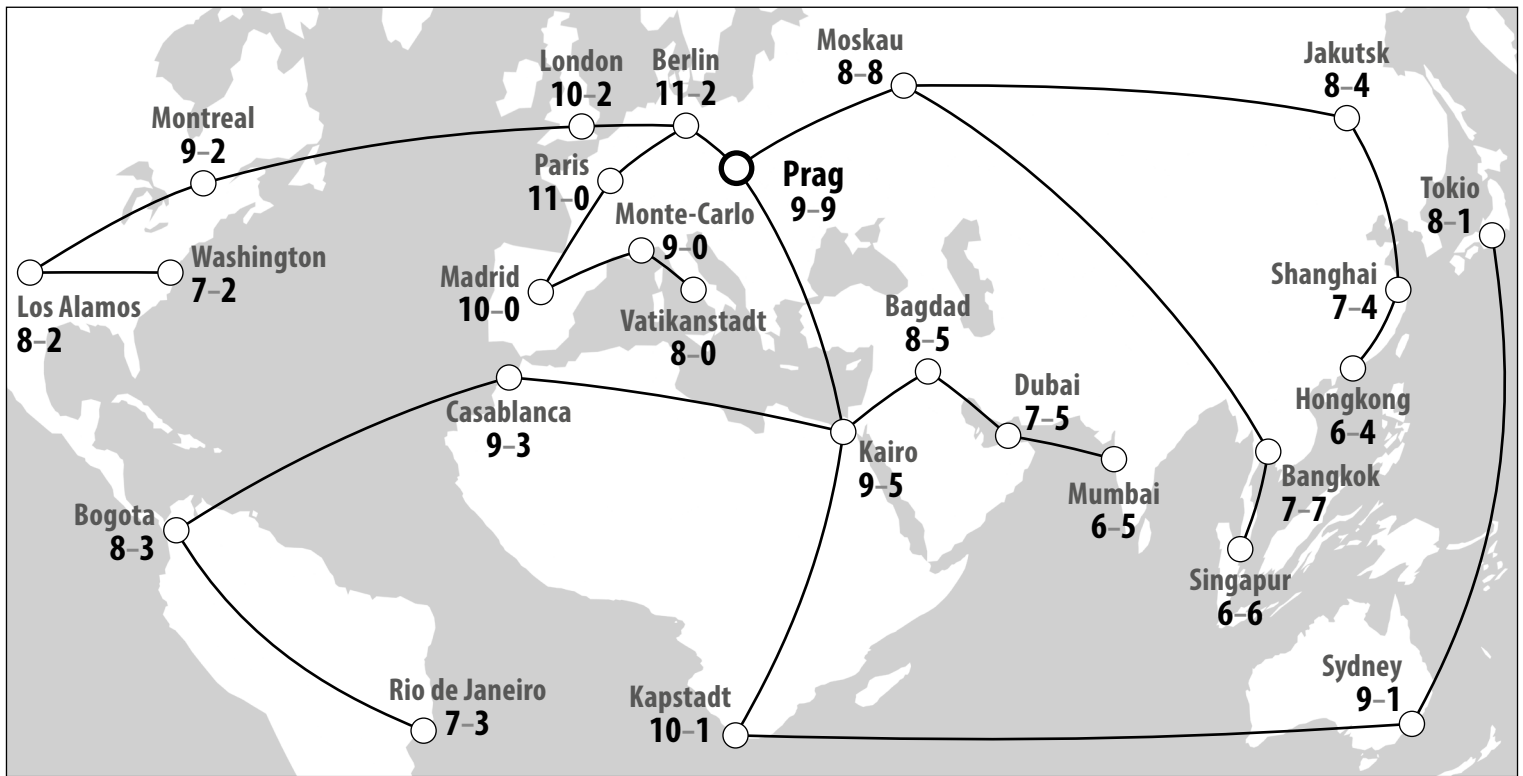 Moskau
8–8
Jakutsk
8–4
London
10–2
Berlin
11–2
Montreal
9–2
Paris
11–0
Prag
9–9
Tokio
8–1
Monte-Carlo
9–0
Washington
7–2
Madrid
10–0
Shanghai
7–4
Los Alamos
8–2
Vatikanstadt
8–0
Bagdad
8–5
Dubai
7–5
Hongkong
6–4
Casablanca
9–3
Kairo
9–5
Mumbai
6–5
Bangkok
7–7
Bogota
8–3
Singapur
6–6
Rio de Janeiro
7–3
Kapstadt
10–1
Sydney
9–1